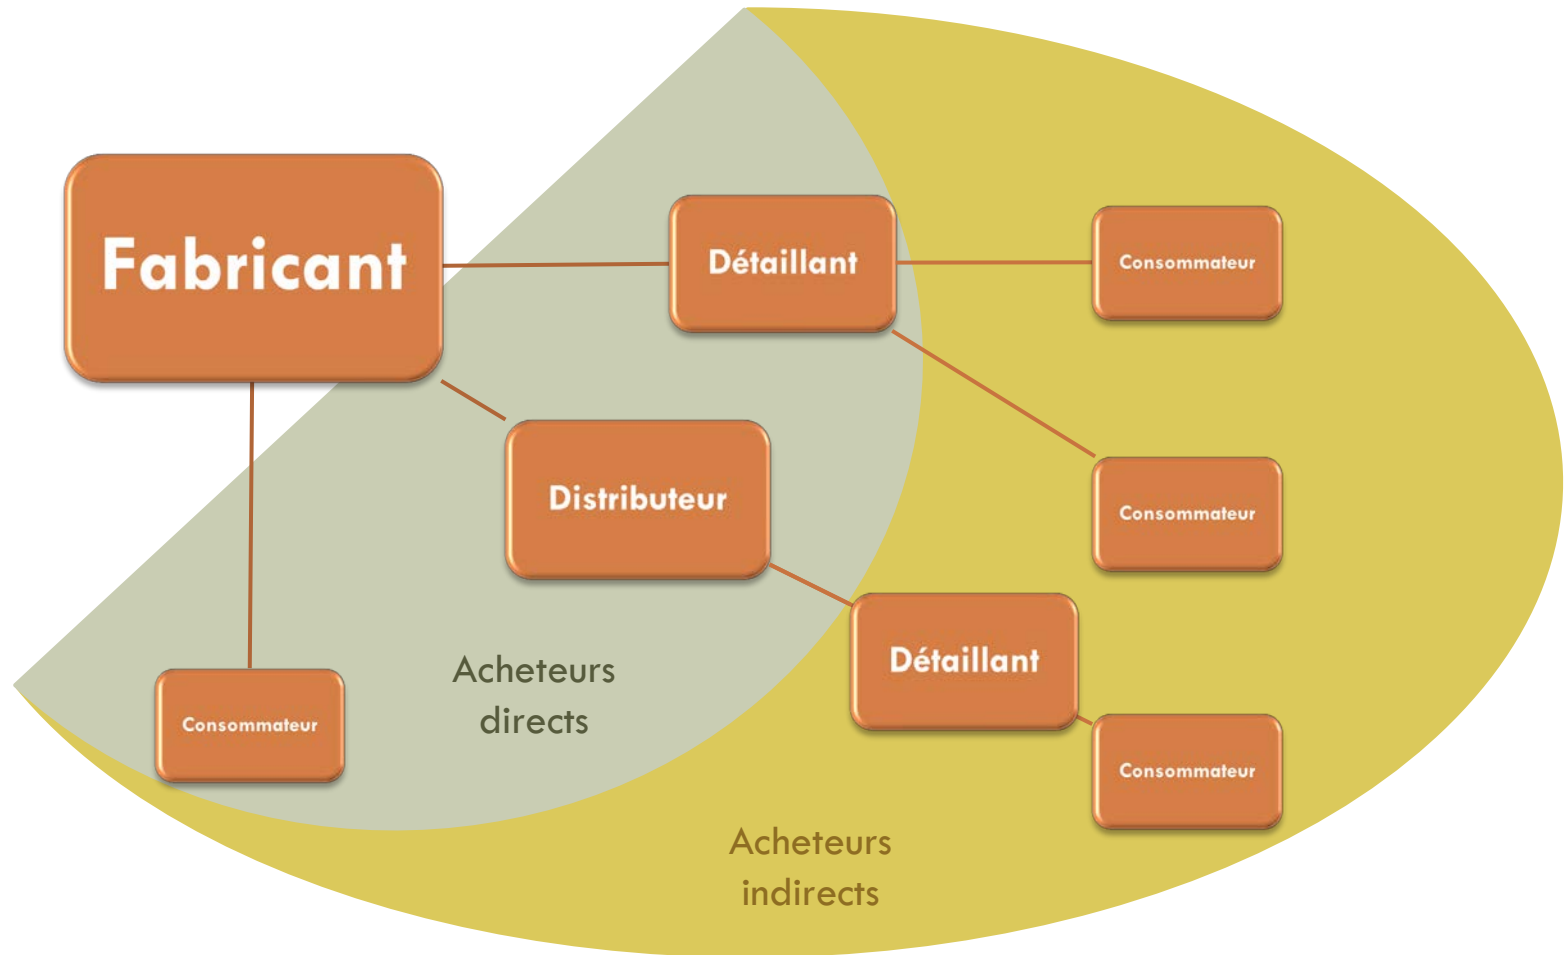 Fabricant
Détaillant
Consommateur
Distributeur
Consommateur
Détaillant
Consommateur
Acheteurs
directs
Consommateur
Acheteurs
indirects